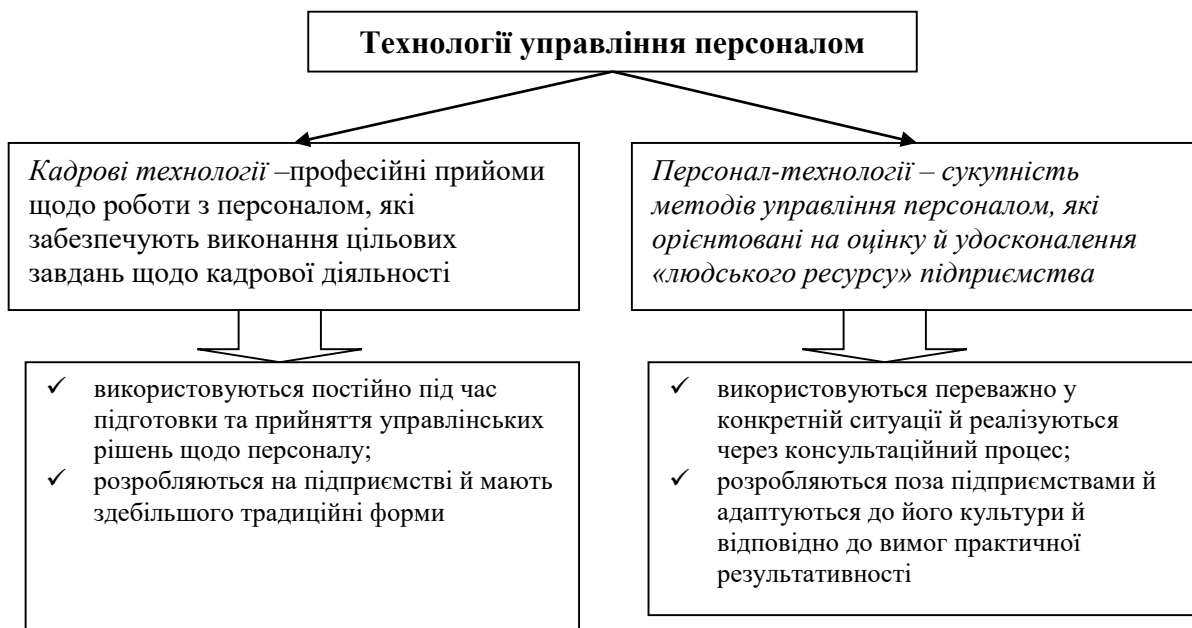 Технології управління персоналом
Кадрові технології –професійні прийоми
щодо роботи з персоналом, які
забезпечують виконання цільових
завдань щодо кадрової діяльності
Персонал-технології – сукупність
методів управління персоналом, які
орієнтовані на оцінку й удосконалення
«людського ресурсу» підприємства
✓ використовуються постійно під час
підготовки та прийняття управлінських
рішень щодо персоналу;
✓ розробляються на підприємстві й мають
здебільшого традиційні форми
✓ використовуються переважно у
конкретній ситуації й реалізуються
через консультаційний процес;
✓ розробляються поза підприємствами й
адаптуються до його культури й
відповідно до вимог практичної
результативності